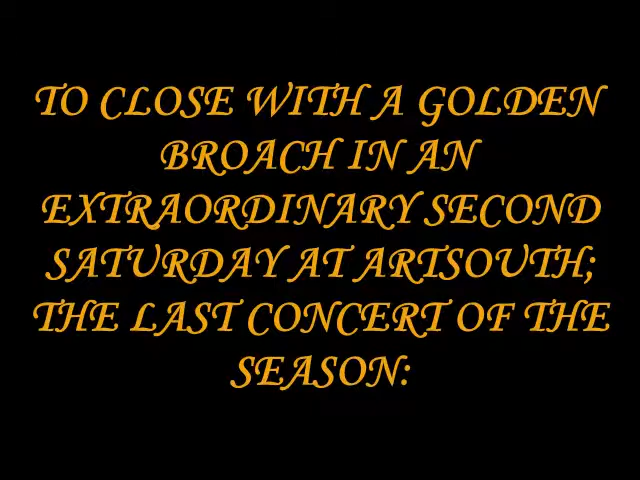 TO CLOSE WITH A GOLDEN
BROACH IN AN
EXTRAORDINARY SECOND
SATURDAY AT ARTSOUTH;
THE LAST CONCERT OF THE
SEASON: